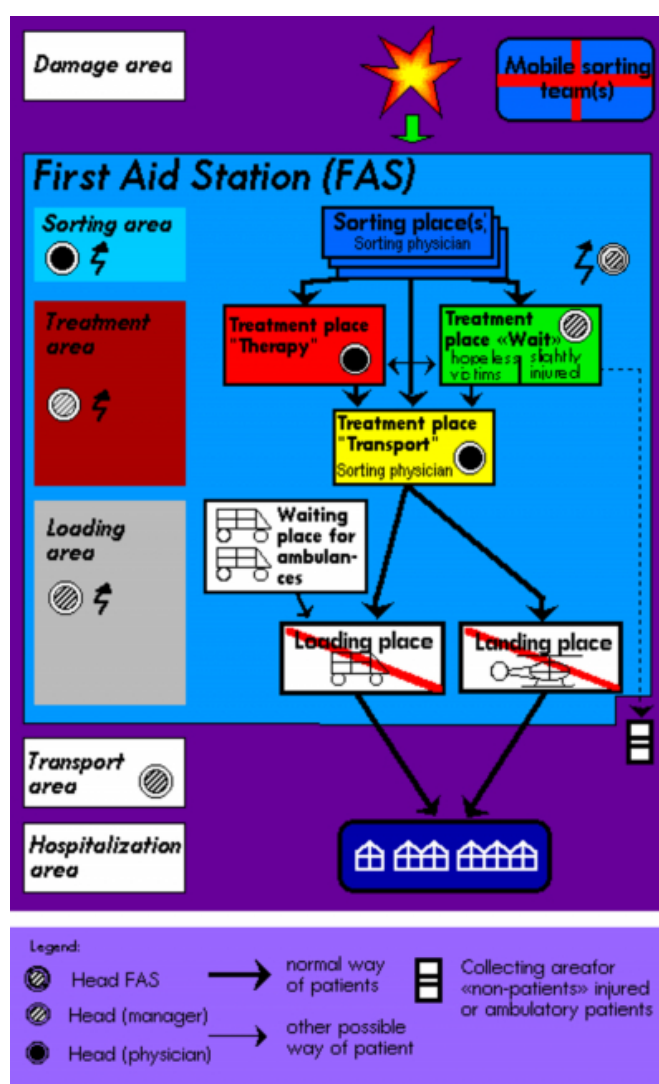 Damage area
Mobile sorting
team(s)
First Aid Station (FAS)
Sorting area
Sorting place(s)
Sorting physician
Treatment
area
Treatment place
"Therapy"
Treatment
place «Wait»
hopeless
victims
slightly
injured
Treatment place
"Transport"
Sorting physician
Loading
area
Waiting
place for
ambulan-
ces
Loading place
Landing place
Transport
area
Hospitalization
area
Legend:
Head FAS
Head (manager)
Head (physician)
normal way
of patients
other possible
way of patient
Collecting areafor
«non-patients» injured
or ambulatory patients